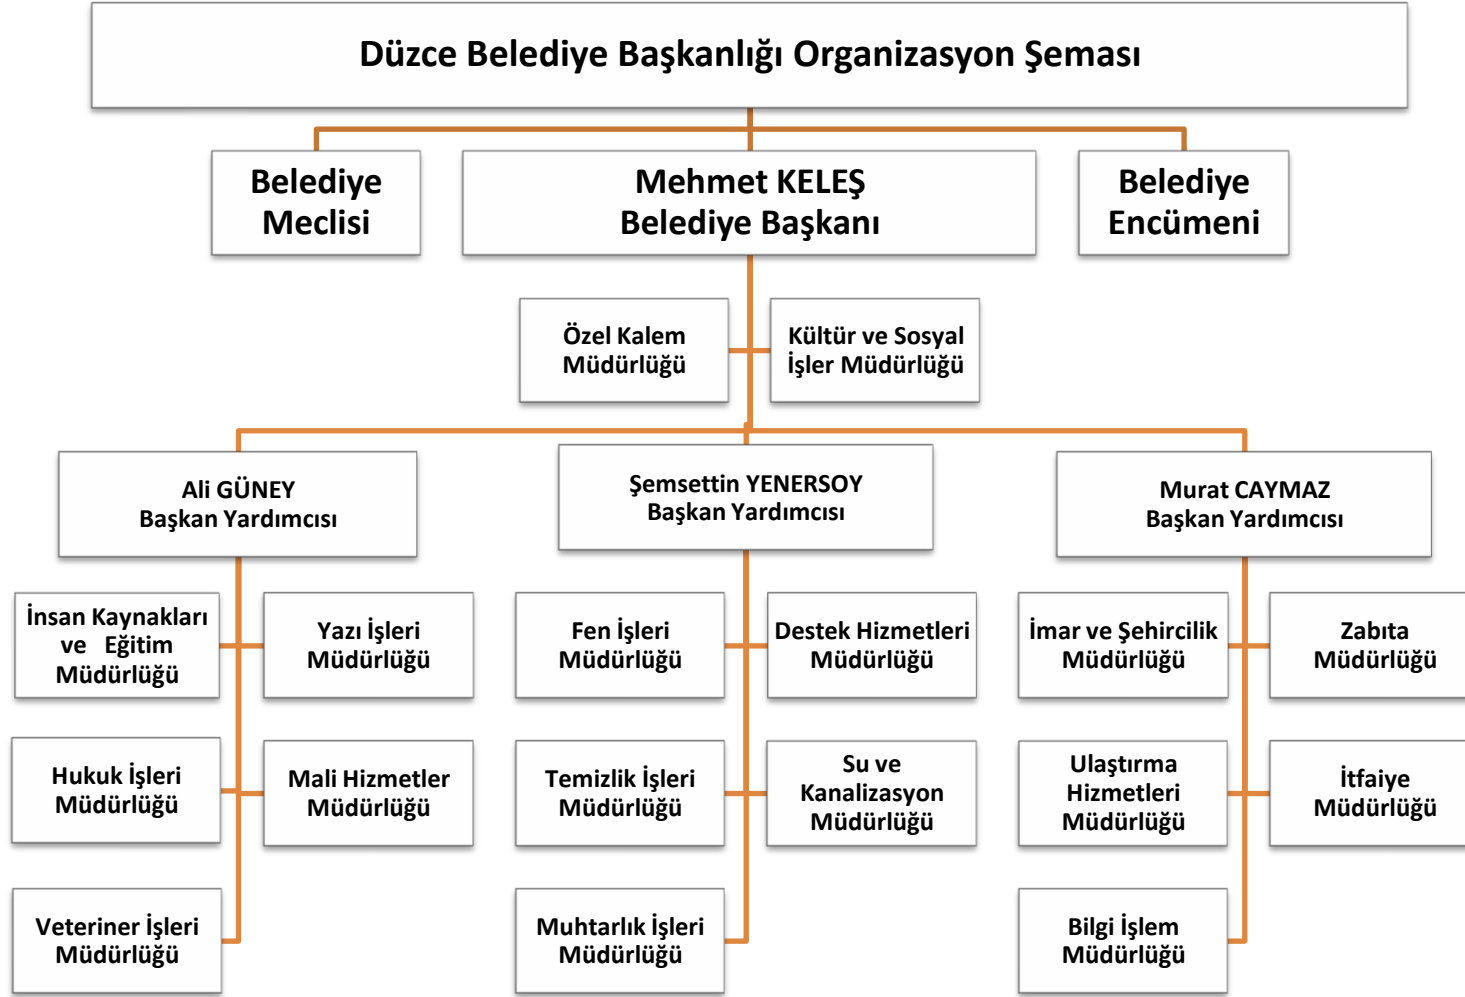 Düzce Belediye Başkanlığı Organizasyon Şeması
Belediye
Meclisi
Mehmet KELEŞ
Belediye Başkanı
Belediye
Encümeni
Özel Kalem
Müdürlüğü
Kültür ve Sosyal
İşler Müdürlüğü
Ali GÜNEY
Başkan Yardımcısı
Şemsettin YENERSOY
Başkan Yardımcısı
Murat CAYMAZ
Başkan Yardımcısı
İnsan Kaynakları
ve Eğitim
Müdürlüğü
Yazı İşleri
Müdürlüğü
Fen İşleri
Müdürlüğü
Destek Hizmetleri
Müdürlüğü
İmar ve Şehircilik
Müdürlüğü
Zabıta
Müdürlüğü
Hukuk İşleri
Müdürlüğü
Mali Hizmetler
Müdürlüğü
Temizlik İşleri
Müdürlüğü
Su ve
Kanalizasyon
Müdürlüğü
Ulaştırma
Hizmetleri
Müdürlüğü
İtfaiye
Müdürlüğü
Veteriner İşleri
Müdürlüğü
Muhtarlık İşleri
Müdürlüğü
Bilgi İşlem
Müdürlüğü